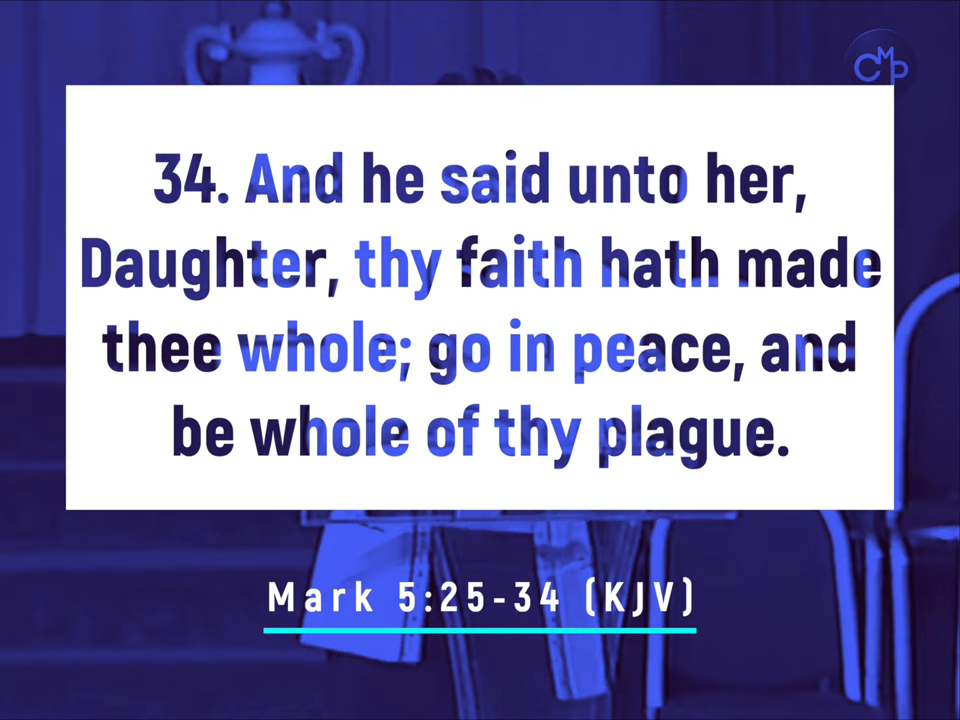 CMP
34. And he said unto her,
Daughter, thy faith hath made
thee whole; go in peace, and
be whole of thy plague.
Mark 5:25-34 (KJV)